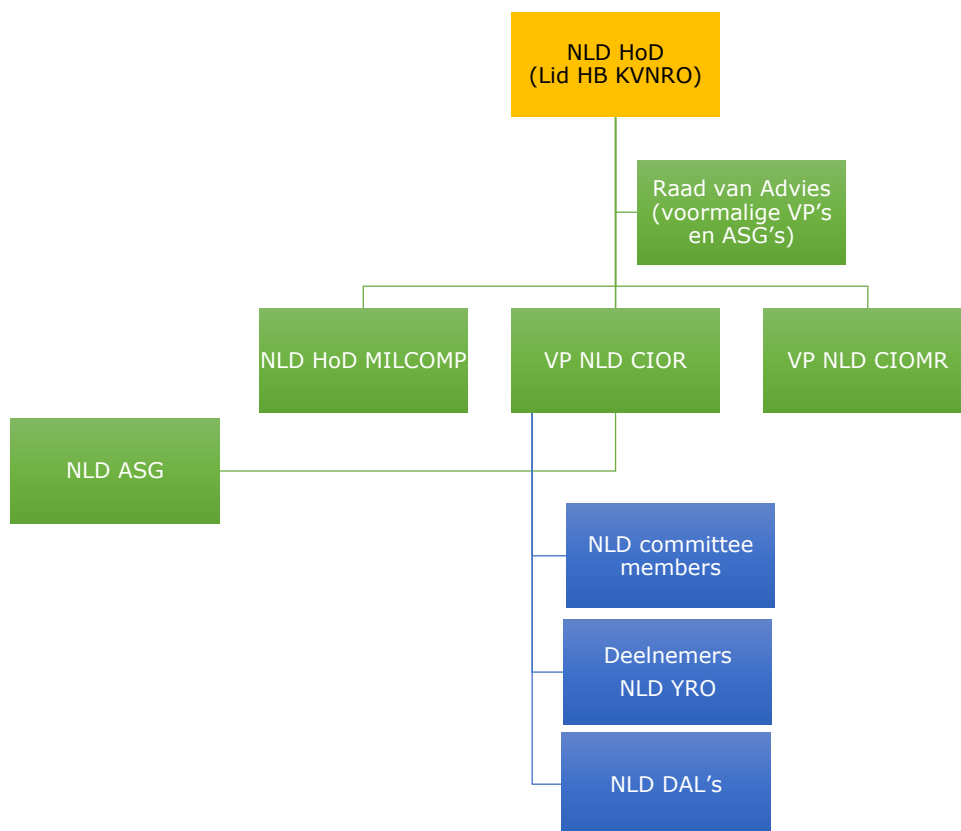 NLD HoD
(Lid HB KVNRO)
Raad van Advies
(voormalige VP’s
en ASG’s)
NLD HoD MILCOMP
VP NLD CIOR
VP NLD CIOMR
NLD ASG
NLD committee
members
Deelnemers
NLD YRO
NLD DAL’s